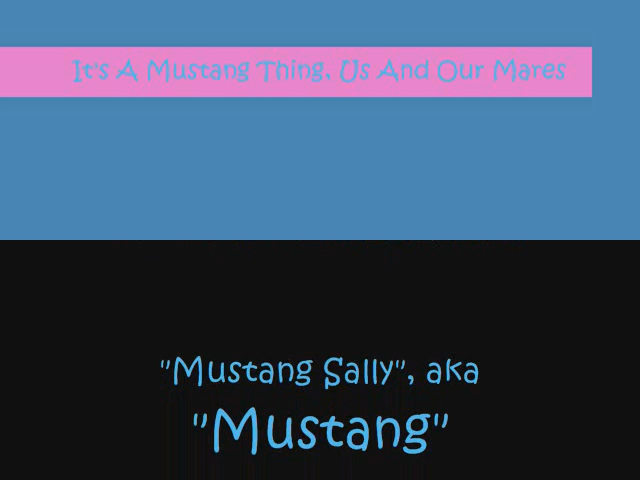 It's A Mustang Thing, Us And Our Mares
"Mustang Sally", aka
"Mustang"